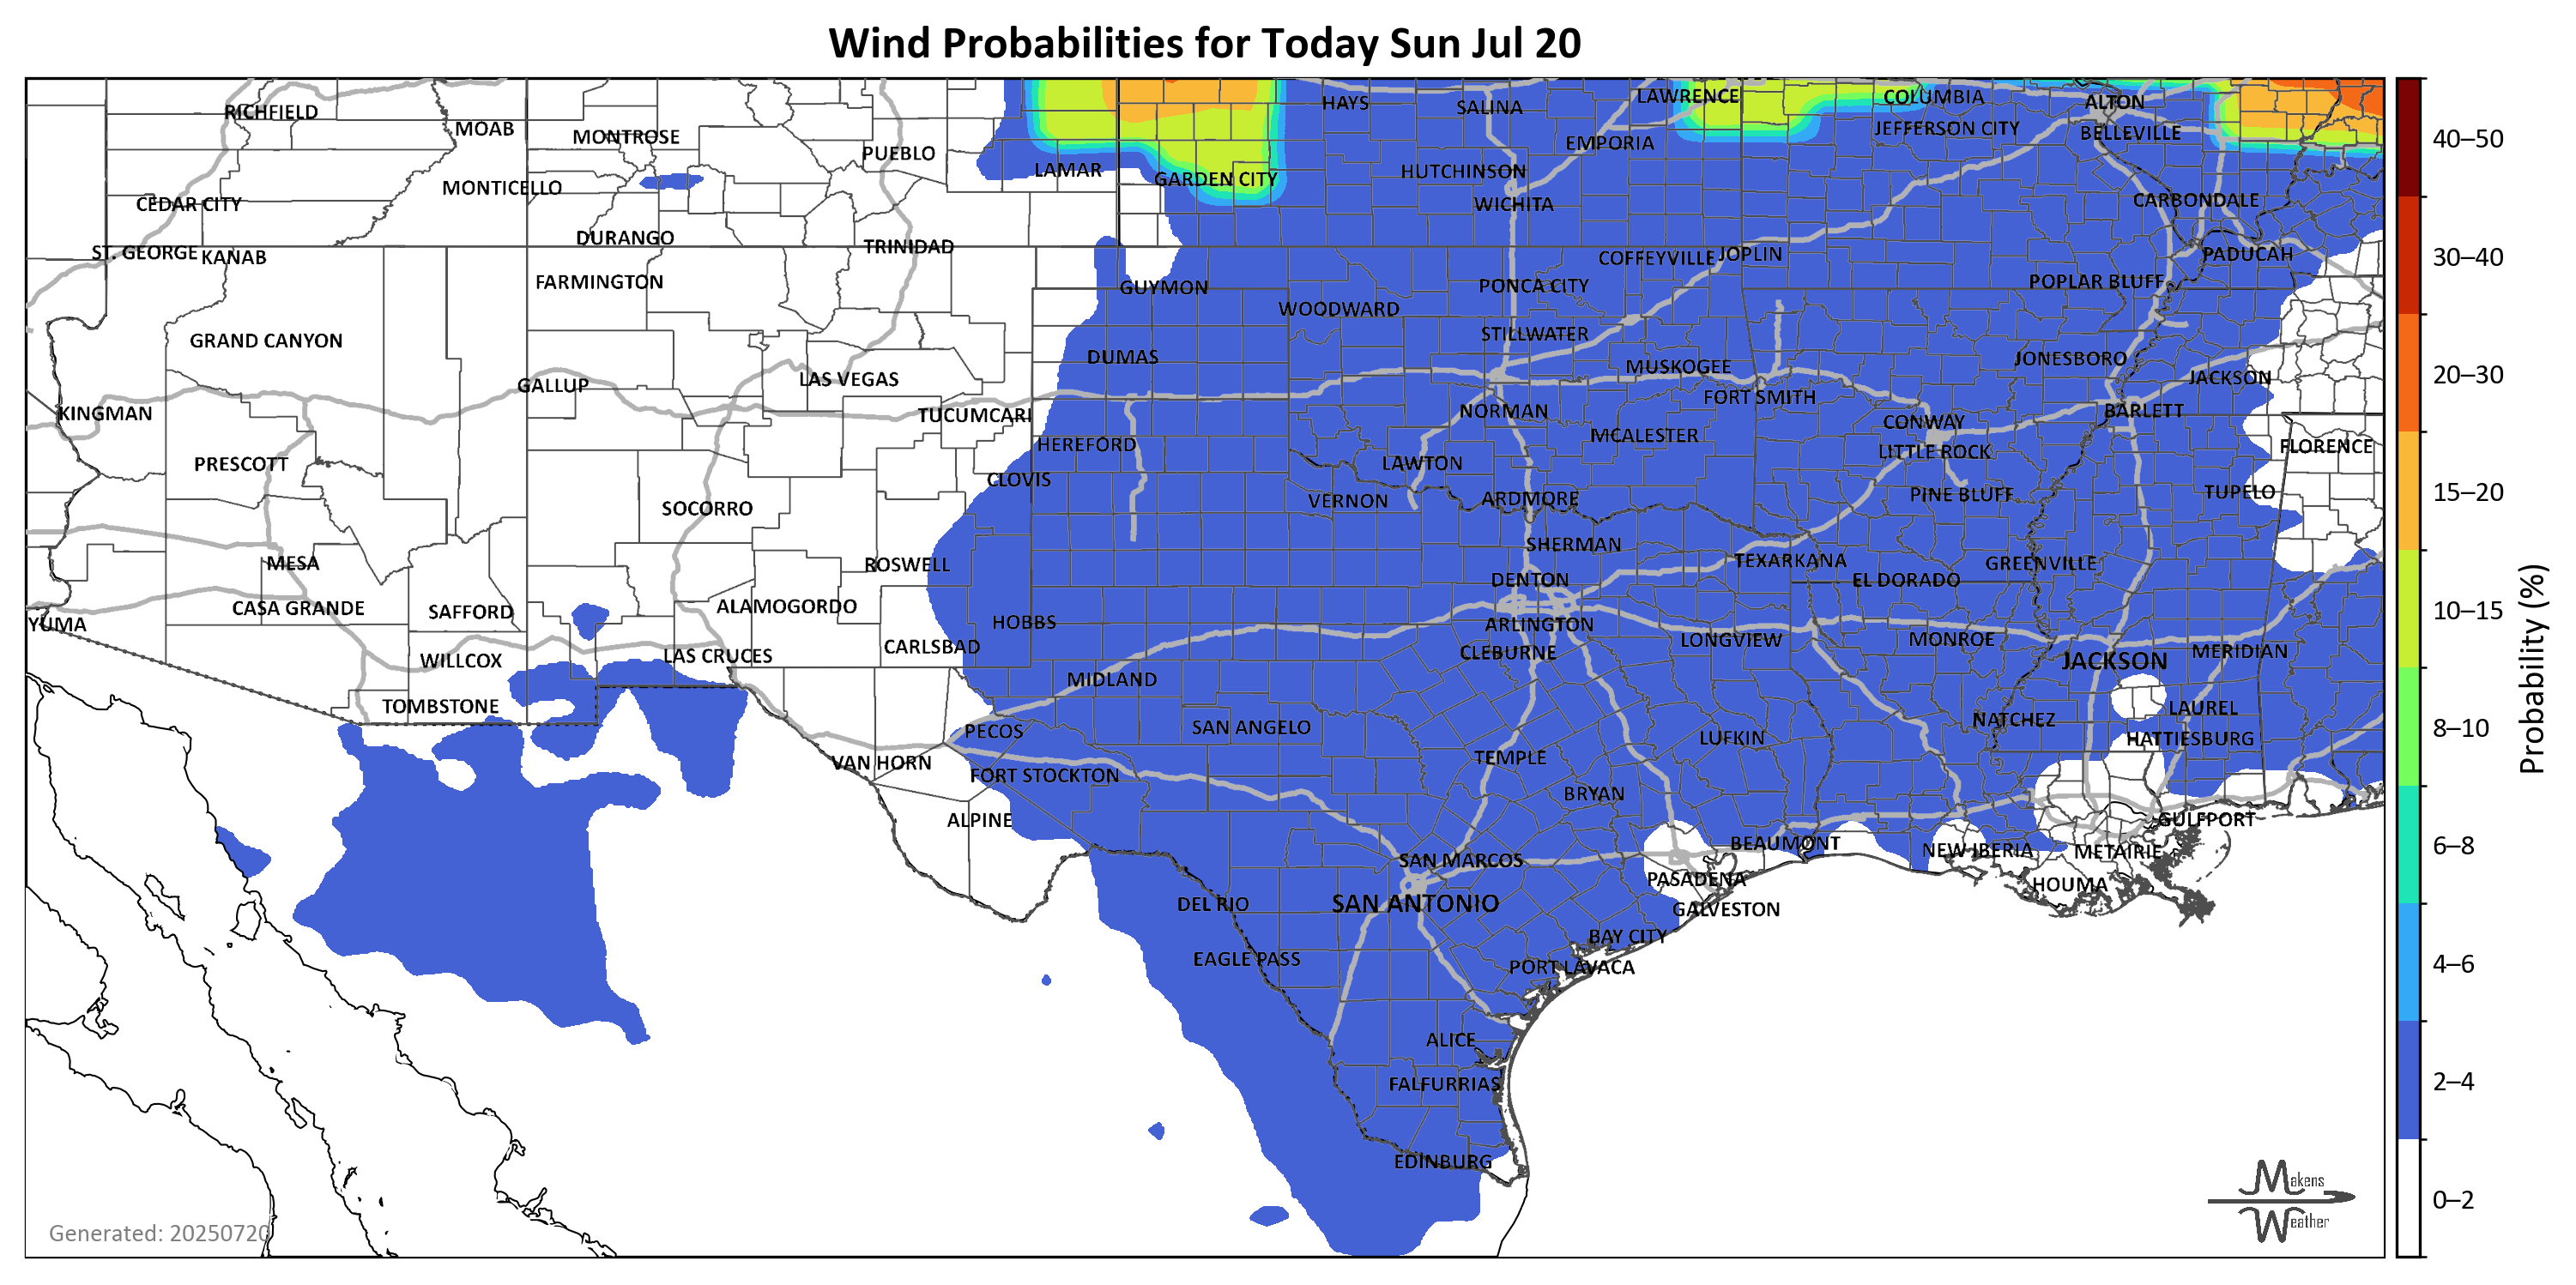 Wind Probabilities for Today Sun Jul 20
RICHFIELD
MOAB
MONTROSE
PUEBLO
LAMAR
GARDEN CITY
HAYS
SALINA
LAWRENCE
EMPORIA
COLUMBIA
JEFFERSON CITY
ALTON
BELLEVILLE
40–50
CEDAR CITY
MONTICELLO
HUTCHINSON
WICHITA
CARBONDALE
ST. GEORGE
KANAB
DURANGO
TRINIDAD
COFFEYVILLE
JOPLIN
PADUCAH
30–40
FARMINGTON
GUYMON
WOODWARD
PONCA CITY
POPLAR BLUFF
GRAND CANYON
DUMAS
STILLWATER
MUSKOGEE
JONESBORO
JACKSON
20–30
KINGMAN
GALLUP
LAS VEGAS
TUCUMCARI
NORMAN
FORT SMITH
CONWAY
BARLETT
PRESCOTT
HEREFORD
CLOVIS
LAWTON
MCALESTER
LITTLE ROCK
FLORENCE
SOCORRO
VERNON
ARDMORE
PINE BLUFF
TUPELO
15–20
MESA
ROSWELL
SHERMAN
TEXARKANA
GREENVILLE
CASA GRANDE
SAFFORD
ALAMOGORDO
DENTON
EL DORADO
10–15
YUMA
HOBBS
ARLINGTON
WILLCOX
LAS CRUCES
CARLSBAD
CLEBURNE
LONGVIEW
MONROE
JACKSON
MERIDIAN
TOMBSTONE
MIDLAND
PECOS
SAN ANGELO
LUFKIN
NATCHEZ
LAUREL
HATTIESBURG
8–10
Probability (%)
VAN HORN
FORT STOCKTON
TEMPLE
BRYAN
ALPINE
SAN MARCOS
BEAUMONT
NEW IBERIA
METAIRIE
GULFPORT
6–8
DEL RIO
SAN ANTONIO
PASADENA
GALVESTON
HOUMA
EAGLE PASS
BAY CITY
PORT LAVACA
4–6
ALICE
FALFURRIAS
2–4
EDINBURG
0–2
Generated: 20250720
Makens
Weather